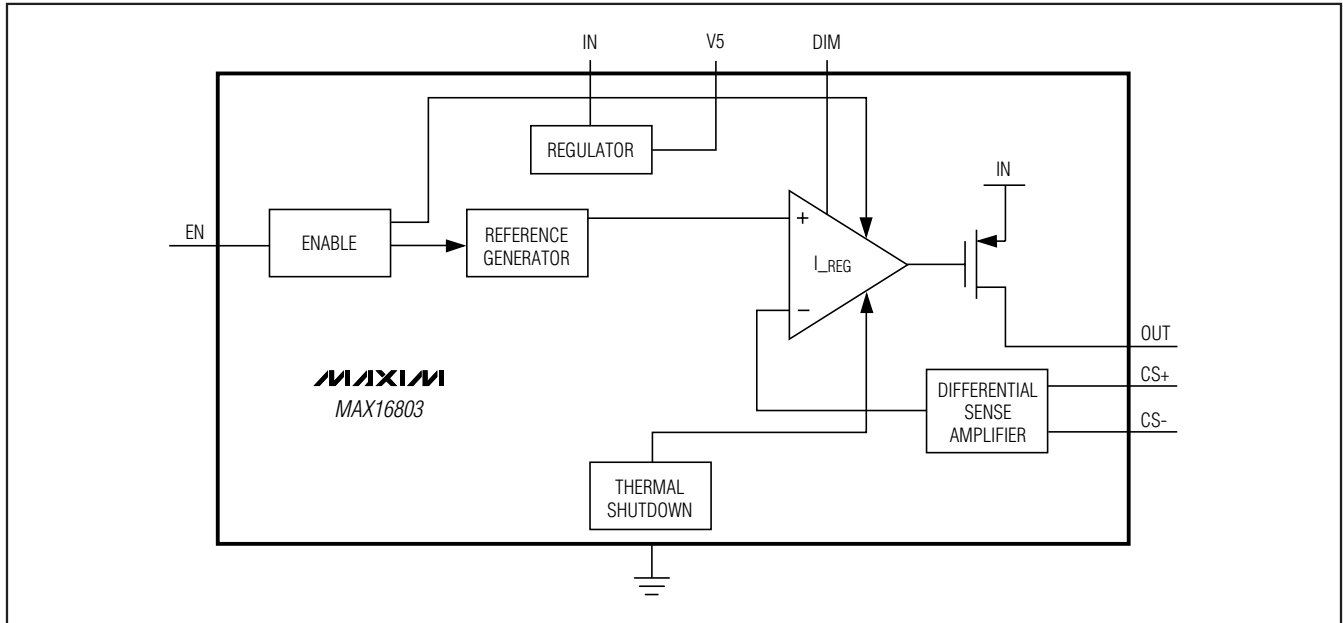 IN
V5
DIM
REGULATOR
IN
EN
ENABLE
REFERENCE
GENERATOR
+
I_REG
−
OUT
CS+
CS-
DIFFERENTIAL
SENSE
AMPLIFIER
MAXIM
MAX16803
THERMAL
SHUTDOWN